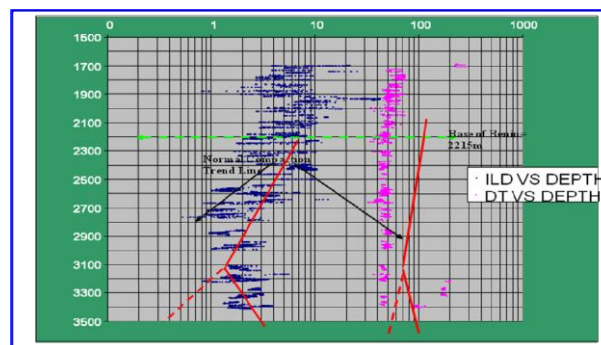 0 1 10 100 1000
1500
1700
1900
2100
2300
2500
2700
2900
3100
3300
3500
Base of Benin=
2215m
Normal Compaction
Trend Line
ILD VS DEPTH
DT VS DEPTH